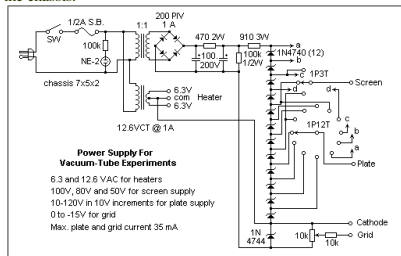 1/2A S.B.
SW
100k
NE-2
chassis 7x5x2
1:1
200 PIV
1 A
470 2W
910 3W
+100
200V
+
100k
1/2W
a
1N4740 (12)
b
c
d
1P3T
Screen
d
c
b
a
1P12T
Plate
6.3V
com
6.3V
Heater
12.6VCT @ 1A
Power Supply For
Vacuum-Tube Experiments
6.3 and 12.6 VAC for heaters
100V, 80V and 50V for screen supply
10-120V in 10V increments for plate supply
0 to -15V for grid
Max. plate and grid current 35 mA
Cathode
1N
4744
10k
10k
Grid